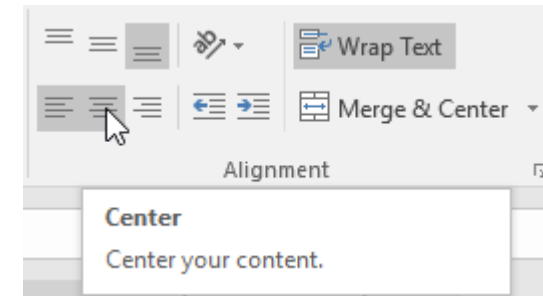 Wrap Text
Merge & Center
Alignment
Center
Center your content.